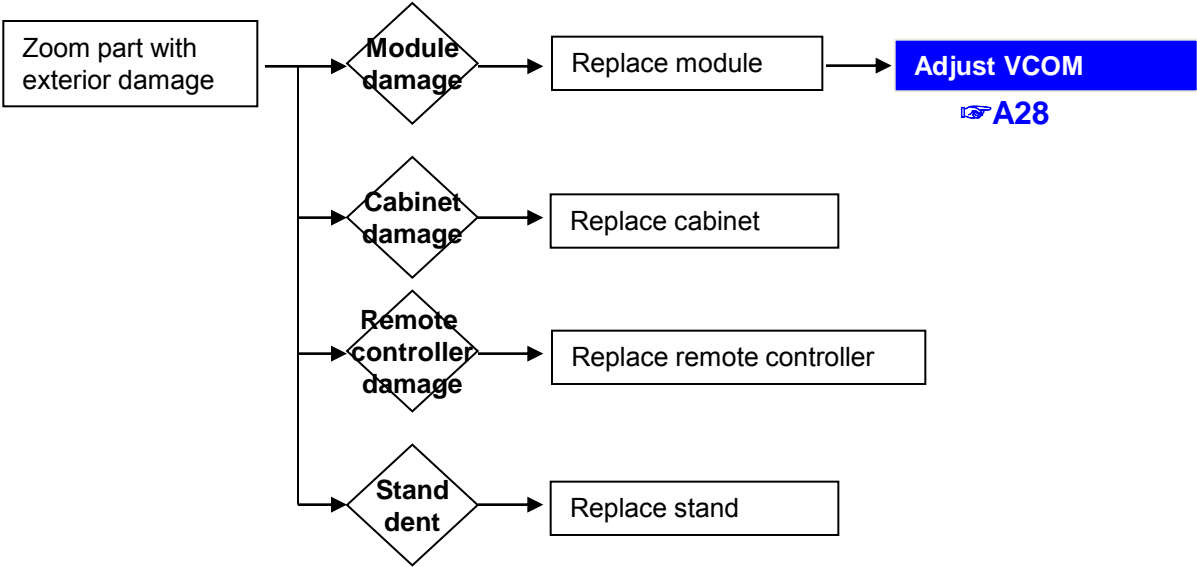 Zoom part with
exterior damage
Module
damage
Replace module
Adjust VCOM
☞A28
Cabinet
damage
Replace cabinet
Remote
controller
damage
Replace remote controller
Stand
dent
Replace stand